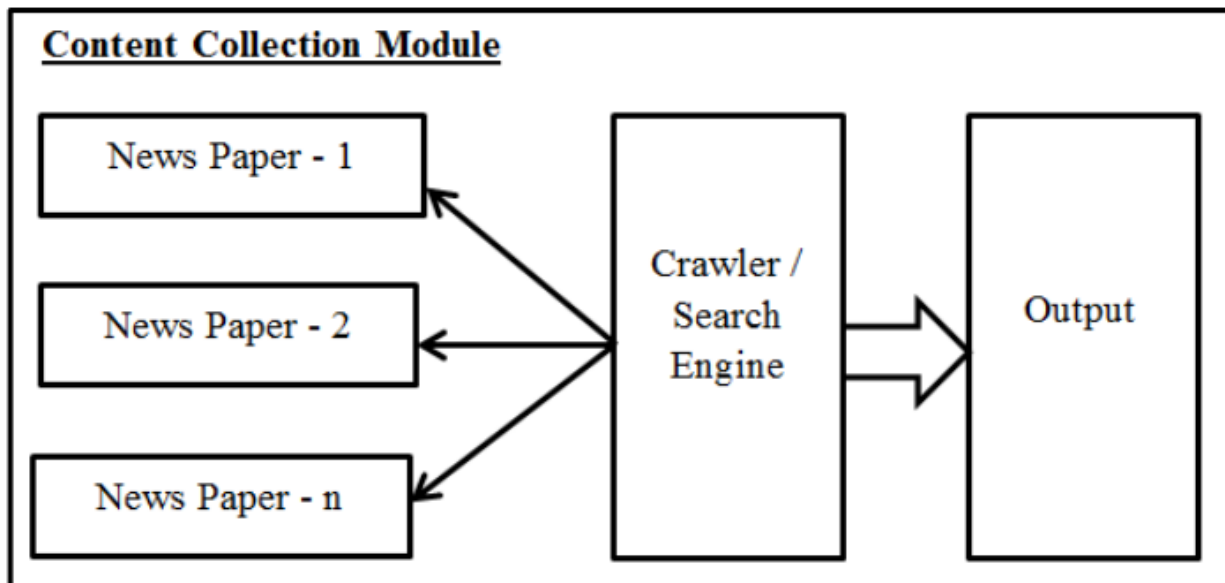 Content Collection Module
News Paper - 1
News Paper - 2
News Paper - n
Crawler /
Search
Engine
Output